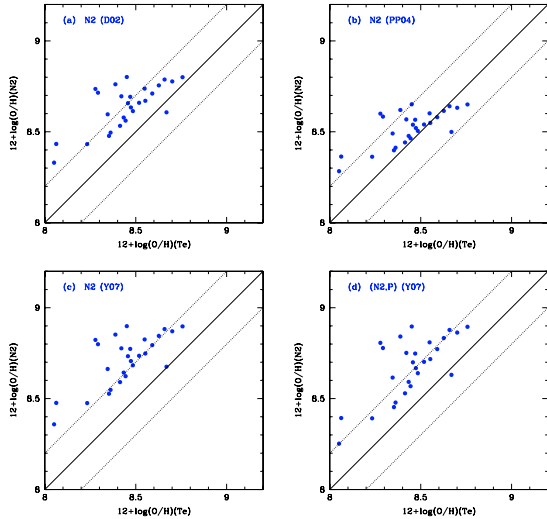 (a) N2 (D02)
12+log(O/H)(N2)
9
8.5
8
8 8.5 9
12+log(O/H)(Te)
(b) N2 (PP04)
12+log(O/H)(N2)
9
8.5
8
8 8.5 9
12+log(O/H)(Te)
(c) N2 (Y07)
12+log(O/H)(N2)
9
8.5
8
8 8.5 9
12+log(O/H)(Te)
(d) (N2,P) (Y07)
12+log(O/H)(N2)
9
8.5
8
8 8.5 9
12+log(O/H)(Te)